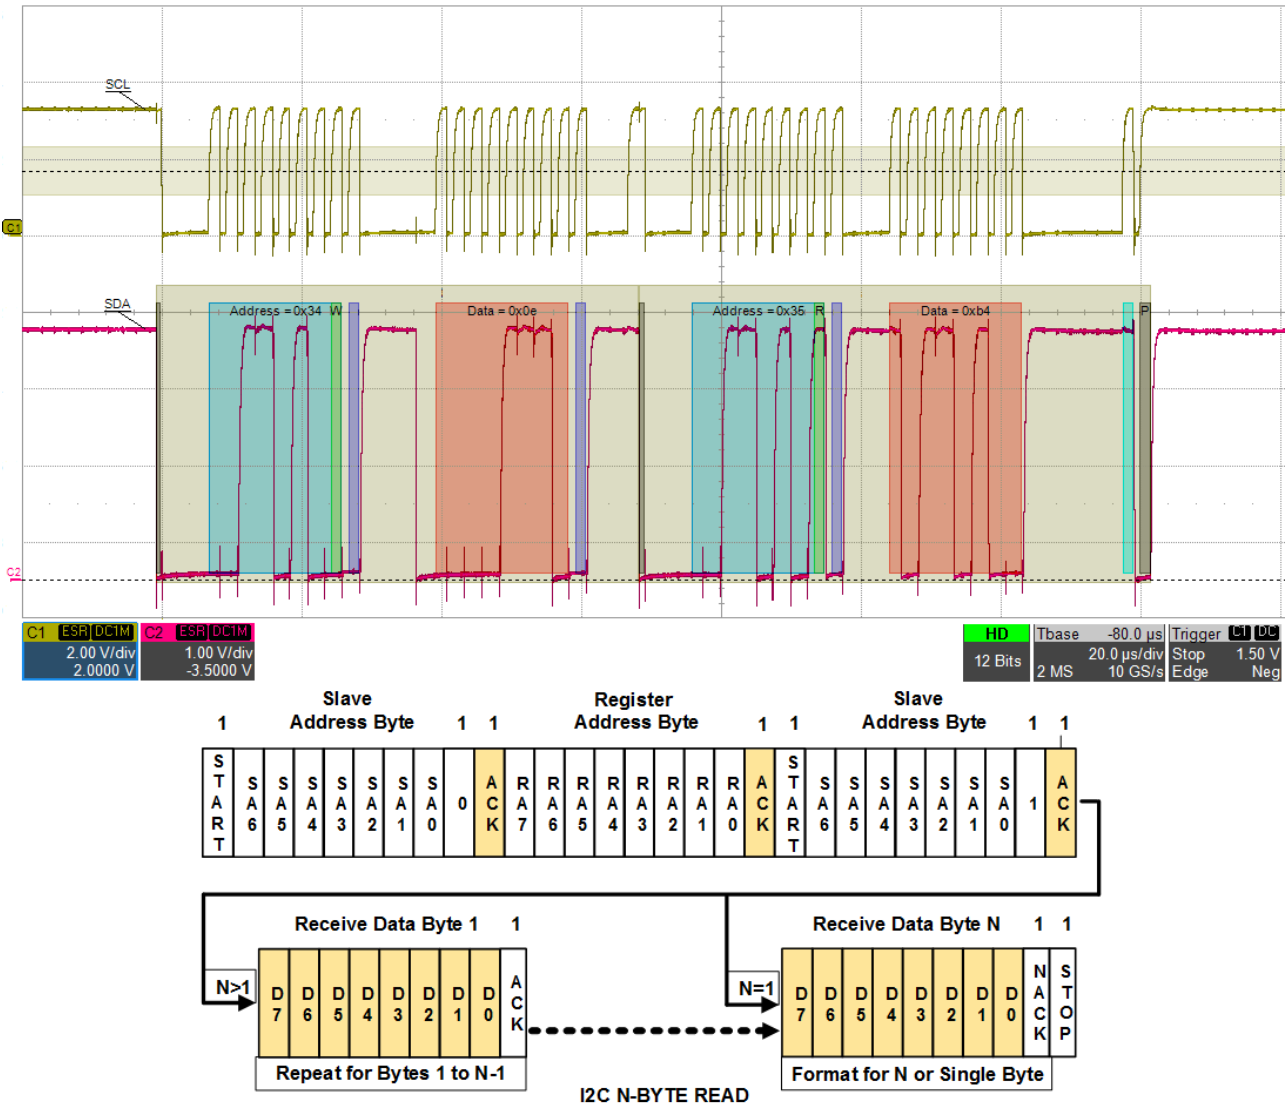 SCL
C1
SDA
Address = 0x34 W
Data = 0x0e
Address = 0x35 R
Data = 0xb4
P
C2
C1 ESR DC1M
2.00 V/div
2.0000 V
C2 ESR DC1M
1.00 V/div
-3.5000 V
HD
12 Bits
Tbase -80.0 µs
20.0 µs/div
2 MS 10 GS/s
Trigger C1 DC
Stop 1.50 V
Edge Neg
1 Slave Address Byte 1 1 Register Address Byte 1 1 Slave Address Byte 1 1
START SA6 SA5 SA4 SA3 SA2 SA1 SA0 0 ACK RA7 RA6 RA5 RA4 RA3 RA2 RA1 RA0 ACK START SA6 SA5 SA4 SA3 SA2 SA1 SA0 1 ACK
Receive Data Byte 1 1
N>1 D7 D6 D5 D4 D3 D2 D1 D0 ACK
Repeat for Bytes 1 to N-1
Receive Data Byte N 1 1
N=1 D7 D6 D5 D4 D3 D2 D1 D0 NACK STOP
Format for N or Single Byte
I2C N-BYTE READ